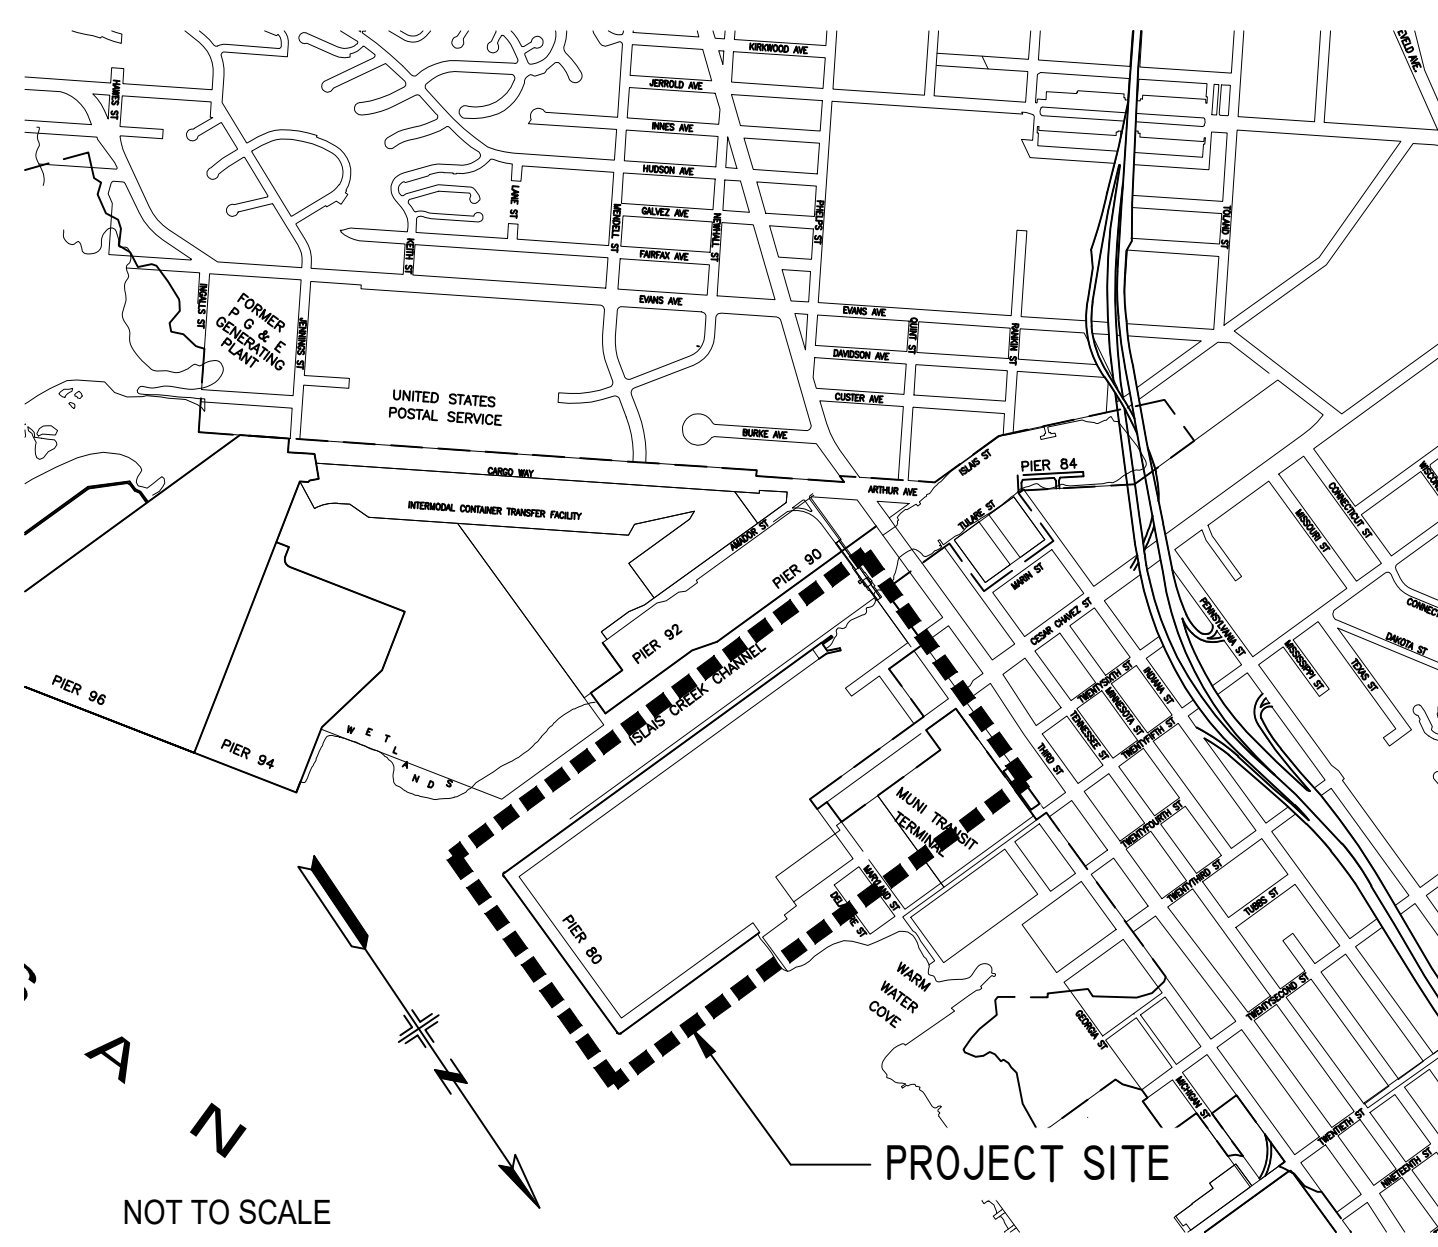 KIRKWOOD AVE
EVELD AVE.
JERROLD AVE
HAWES ST
INNES AVE
HUDSON AVE
LANE ST
GALVEZ AVE
MENDELL ST
NEWHALL ST
PHELPS ST
TOLAND ST
KEITH ST
FAIRFAX AVE
INGALLS ST
FORMER
P G & E
GENERATING
PLANT
JENNINGS ST
EVANS AVE
EVANS AVE
QUINT ST
RANKIN ST
DAVIDSON AVE
UNITED STATES
POSTAL SERVICE
CUSTER AVE
BURKE AVE
CARGO WAY
ISLAIS ST
PIER 84
ARTHUR AVE
INTERMODAL CONTAINER TRANSFER FACILITY
TULARE ST
AMADOR ST
CONNECTICUT ST
WISCON
MISSOURI ST
PIER 90
MARIN ST
PIER 92
CESAR CHAVEZ ST
PENNSYLVANIA ST
CONNEC
DAKOTA ST
MISSISSIPPI ST
TEXAS ST
ISLAIS CREEK CHANNEL
TWENTYSIXTH ST
INDIANA ST
MINNESOTA ST
TENNESSEE ST
TWENTYFIFTH ST
THIRD ST
PIER 96
PIER 94
WETLANDS
MUNI TRANSIT
TERMINAL
TWENTYFOURTH ST
TWENTYTHIRD ST
TUBBS ST
MARYLAND ST
PIER 80
WARM
WATER
COVE
TWENTYSECOND ST
GEORGIA ST
MICHIGAN ST
TWENTIETH ST
NINETEENTH ST
A
N
N
PROJECT SITE
NOT TO SCALE